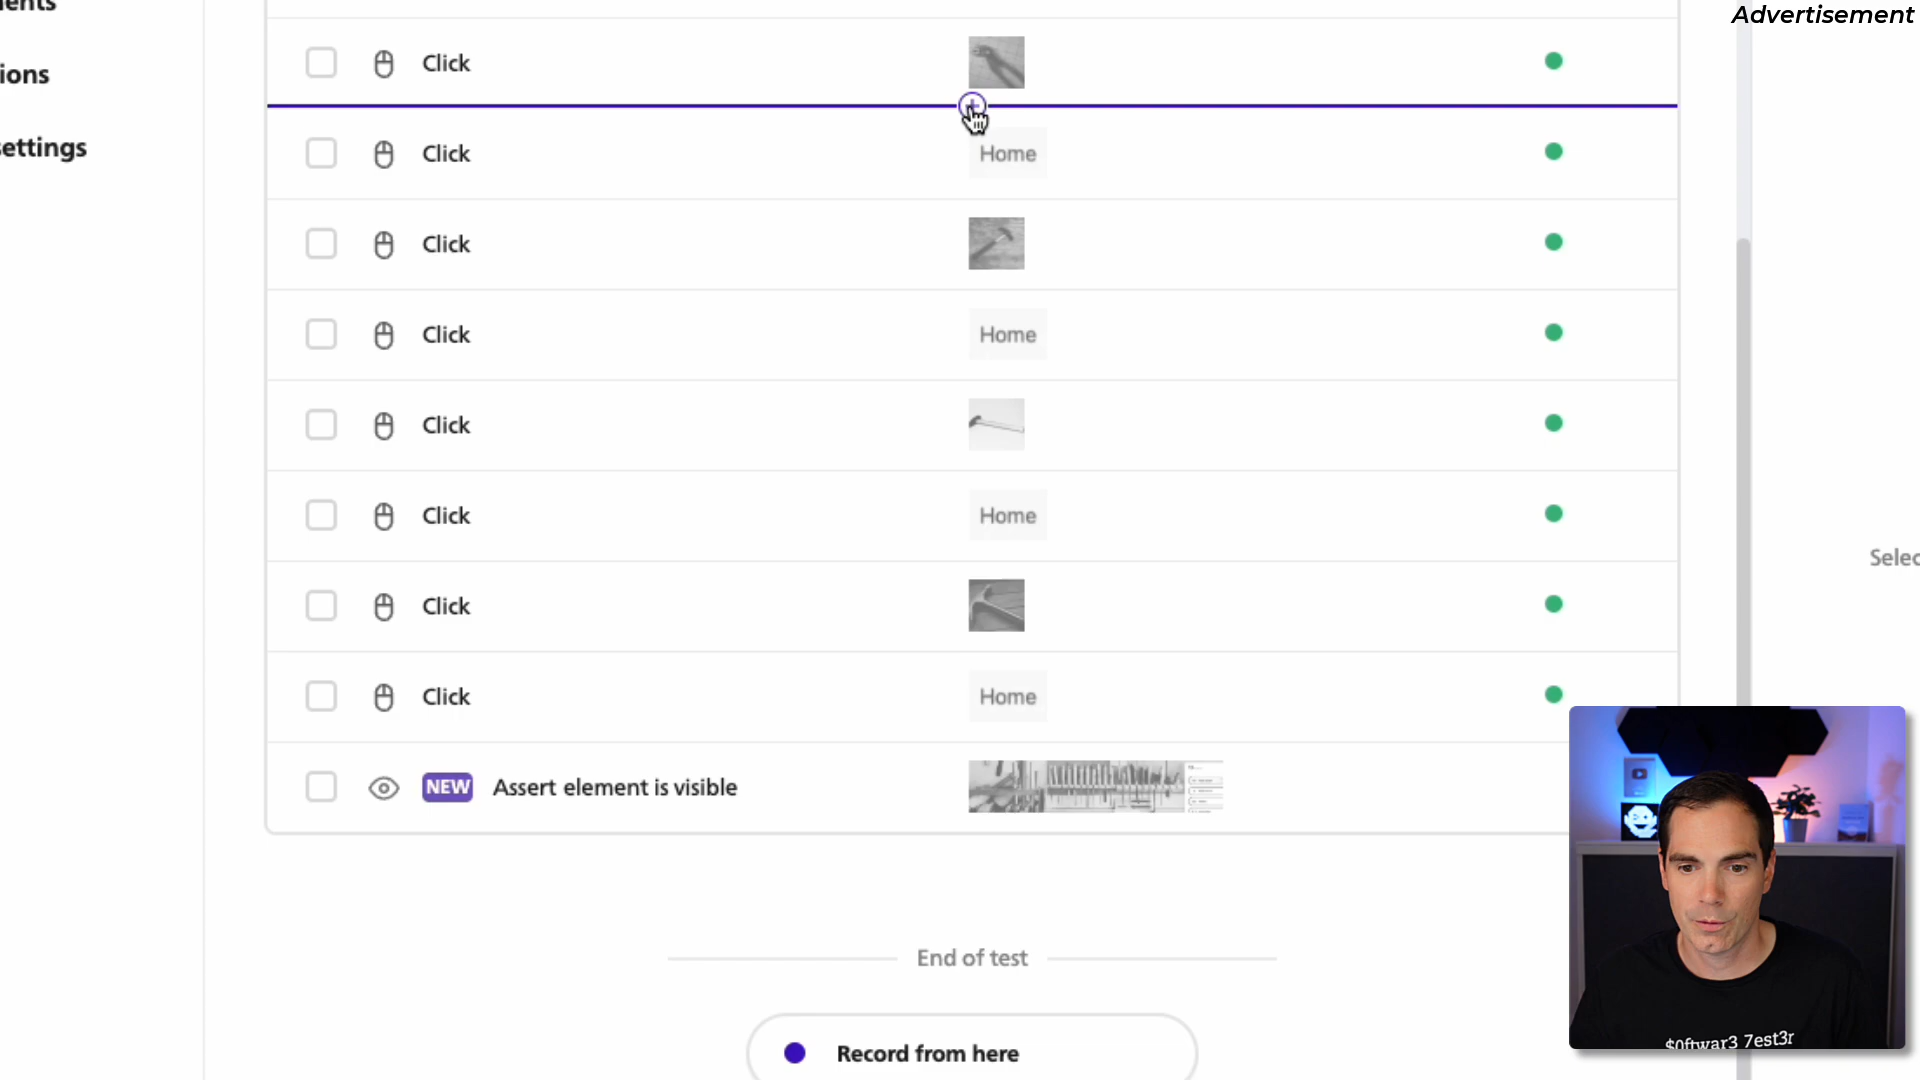 Advertisement
ents
Click
ions
Click
Home
settings
Click
Click
Home
Click
Click
Home
Selec
Click
Click
Home
NEW Assert element is visible
End of test
Record from here
$0ftwar3 7est3r